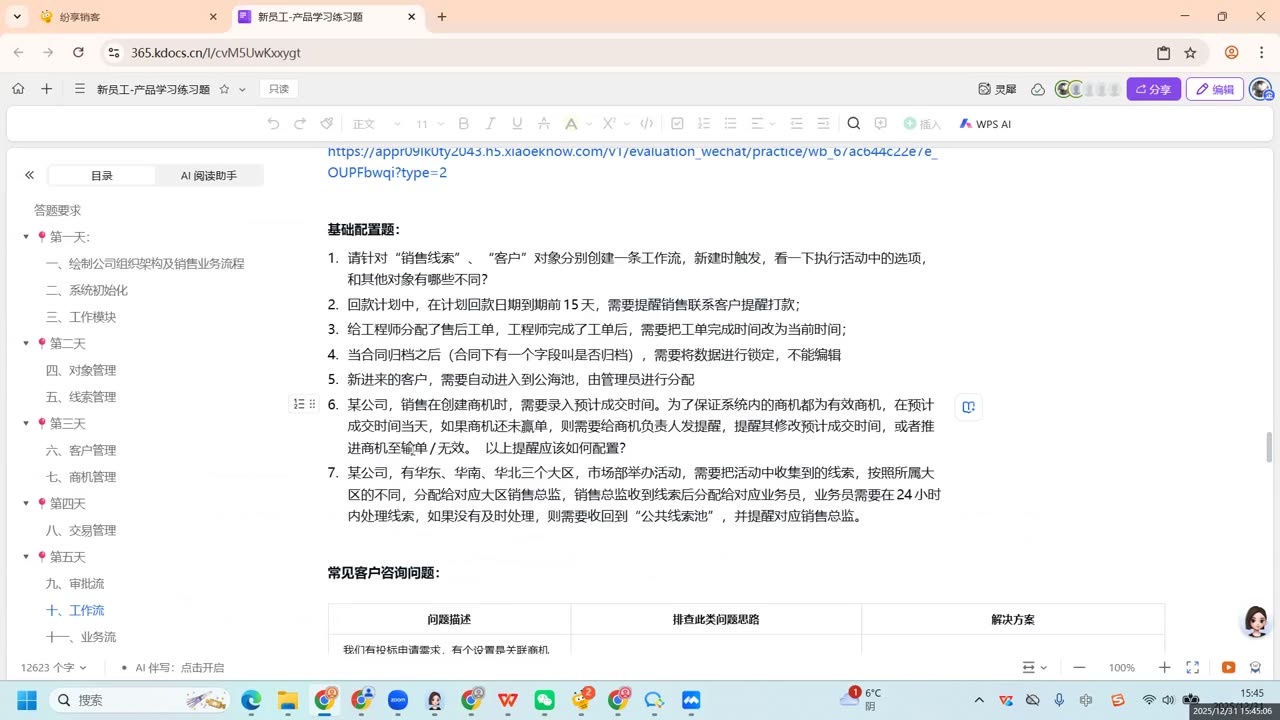 纷享销客
新员工-产品学习练习题
365.kdocs.cn/l/cvM5UwKxxygt
新员工-产品学习练习题
只读
灵犀
分享
编辑
正文
11
插入
WPS AI
目录
AI 阅读助手
答题要求
第一天：
一、绘制公司组织架构及销售业务流程
二、系统初始化
三、工作模块
第二天
四、对象管理
五、线索管理
第三天
六、客户管理
七、商机管理
第四天
八、交易管理
第五天
九、审批流
十、工作流
十一、业务流
https://appr09lk0ty2043.h5.xiaoeknow.com/v1/evaluation_wechat/practice/wb_67ac644c22e7e_
OUPFbwqi?type=2
基础配置题：
1. 请针对“销售线索”、“客户”对象分别创建一条工作流，新建时触发，看一下执行活动中的选项，
和其他对象有哪些不同？
2. 回款计划中，在计划回款日期到期前 15 天，需要提醒销售联系客户提醒打款；
3. 给工程师分配了售后工单，工程师完成了工单后，需要把工单完成时间改为当前时间；
4. 当合同归档之后（合同下有一个字段叫是否归档），需要将数据进行锁定，不能编辑
5. 新进来的客户，需要自动进入到公海池，由管理员进行分配
6. 某公司，销售在创建商机时，需要录入预计成交时间。为了保证系统内的商机都为有效商机，在预计
成交时间当天，如果商机还未赢单，则需要给商机负责人发提醒，提醒其修改预计成交时间，或者推
进商机至输单 / 无效。 以上提醒应该如何配置？
7. 某公司，有华东、华南、华北三个大区，市场部举办活动，需要把活动中收集到的线索，按照所属大
区的不同，分配给对应大区销售总监，销售总监收到线索后分配给对应业务员，业务员需要在 24 小时
内处理线索，如果没有及时处理，则需要收回到“公共线索池”，并提醒对应销售总监。
常见客户咨询问题：
问题描述
排查此类问题思路
解决方案
我们有投标申请需求，有个设置是关联商机
12623 个字
AI 伴写：点击开启
100%
搜索
zoom
2
1
6°C
阴
中
15:45
2025/12/31 15:45:06